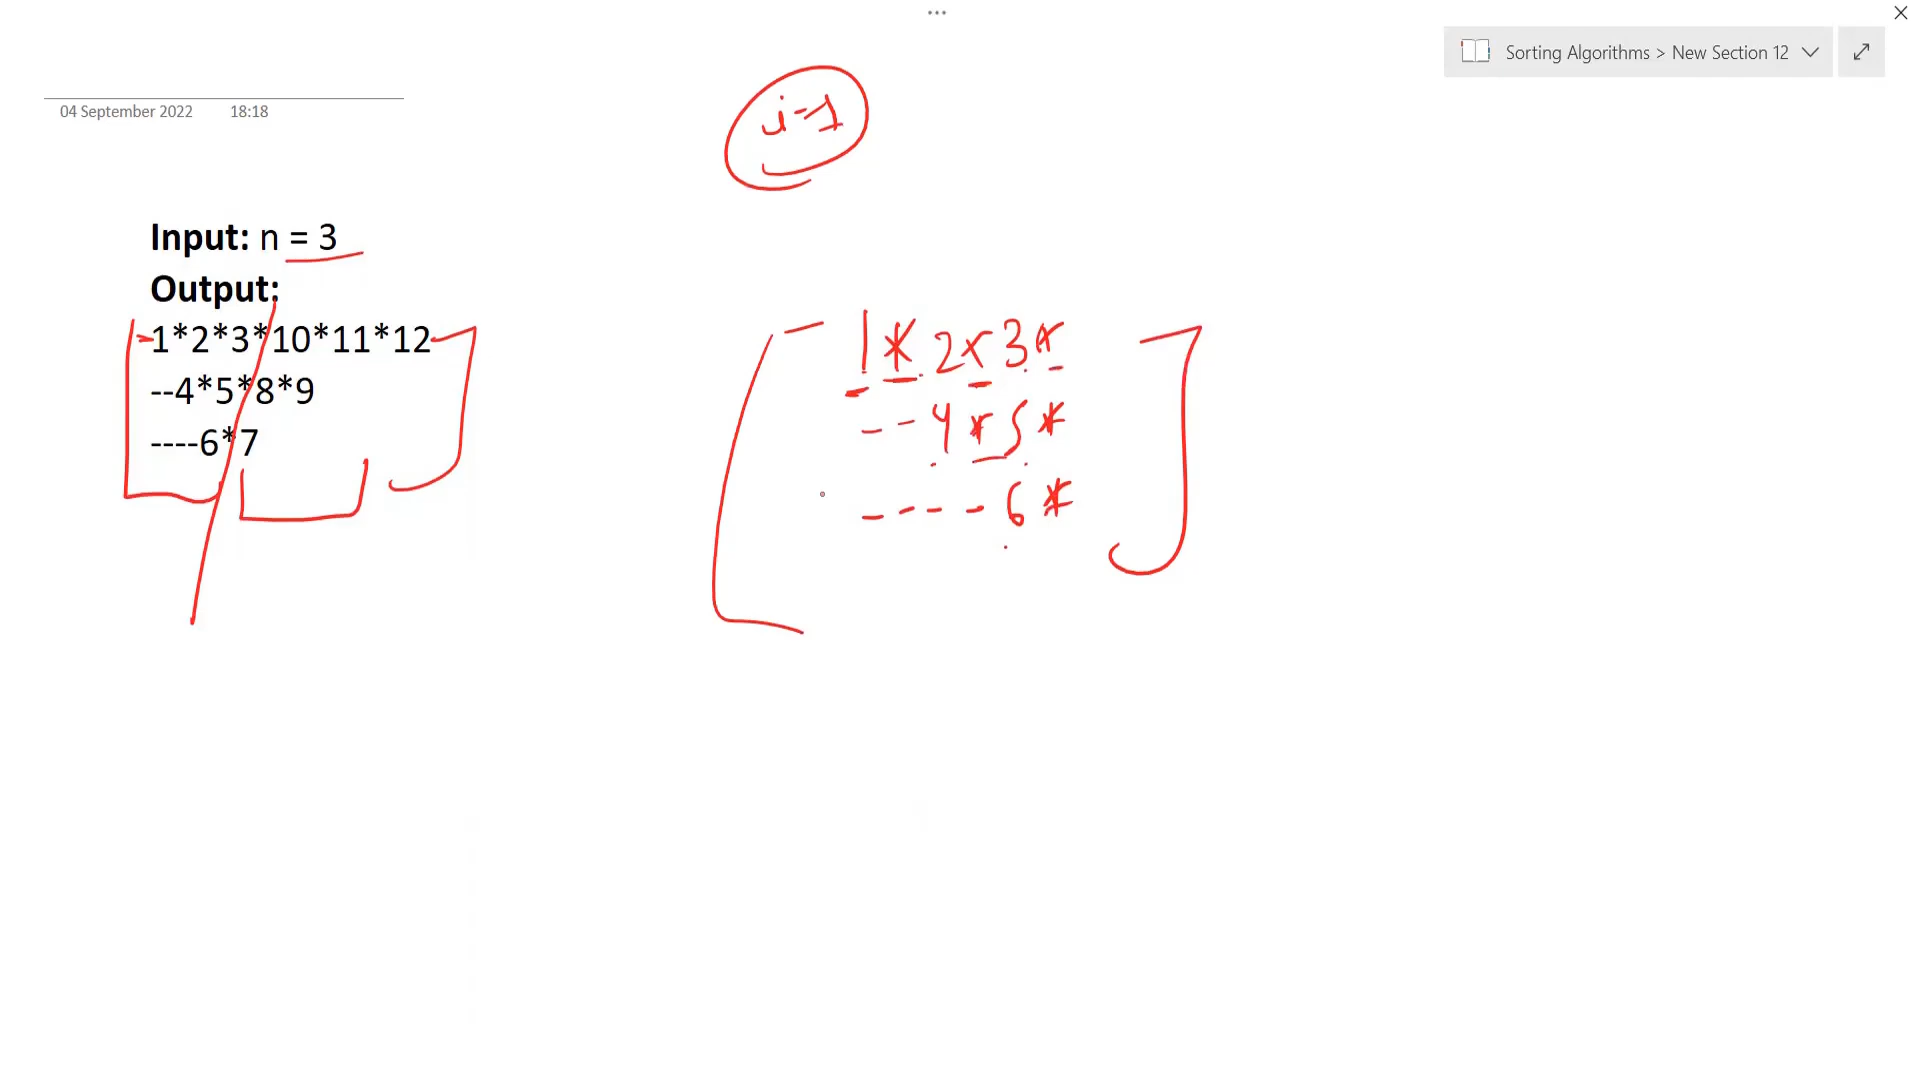 Sorting Algorithms > New Section 12
04 September 2022 18:18
i=1
Input: n = 3
Output:
1*2*3*10*11*12
--4*5*8*9
----6*7
1*2*3*
--4*5*
----6*